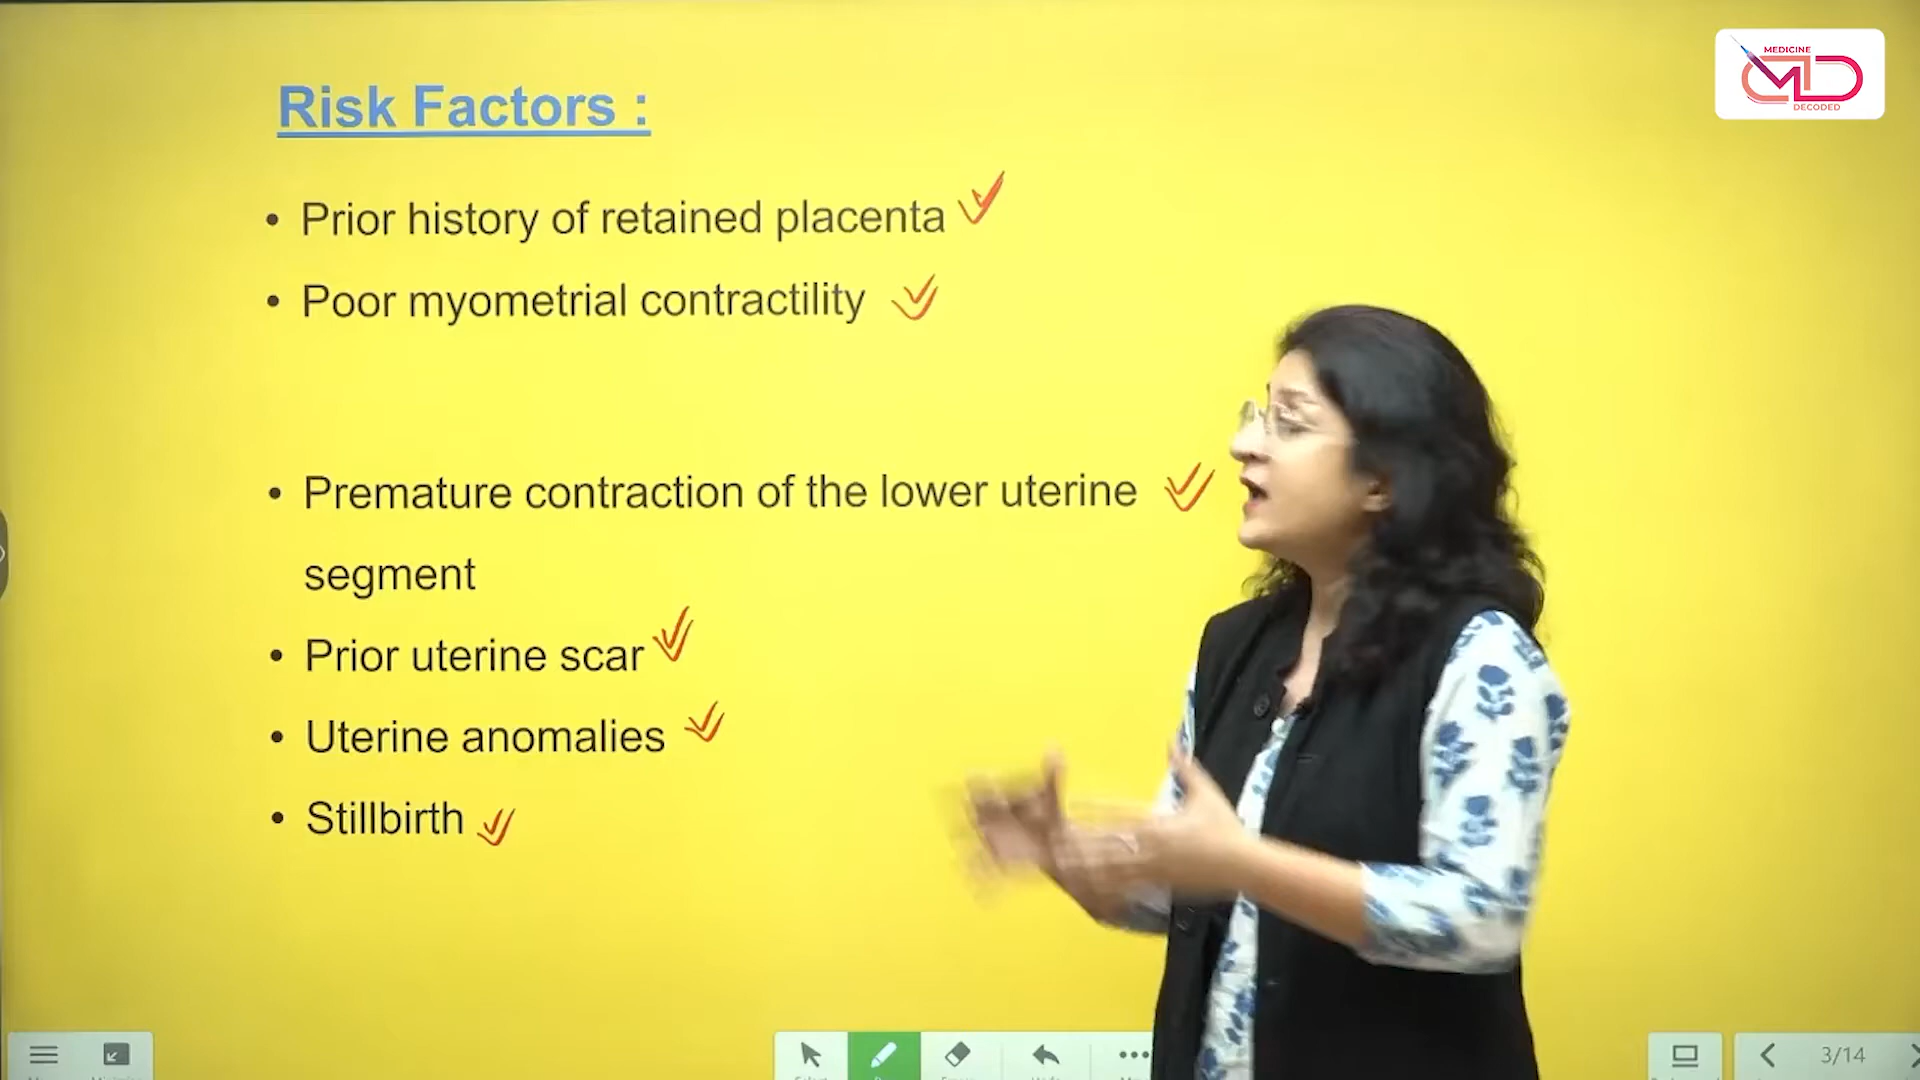 MEDICINE
MD
DECODED
Risk Factors :
• Prior history of retained placenta
• Poor myometrial contractility
• Premature contraction of the lower uterine
segment
• Prior uterine scar
• Uterine anomalies
• Stillbirth
3/14